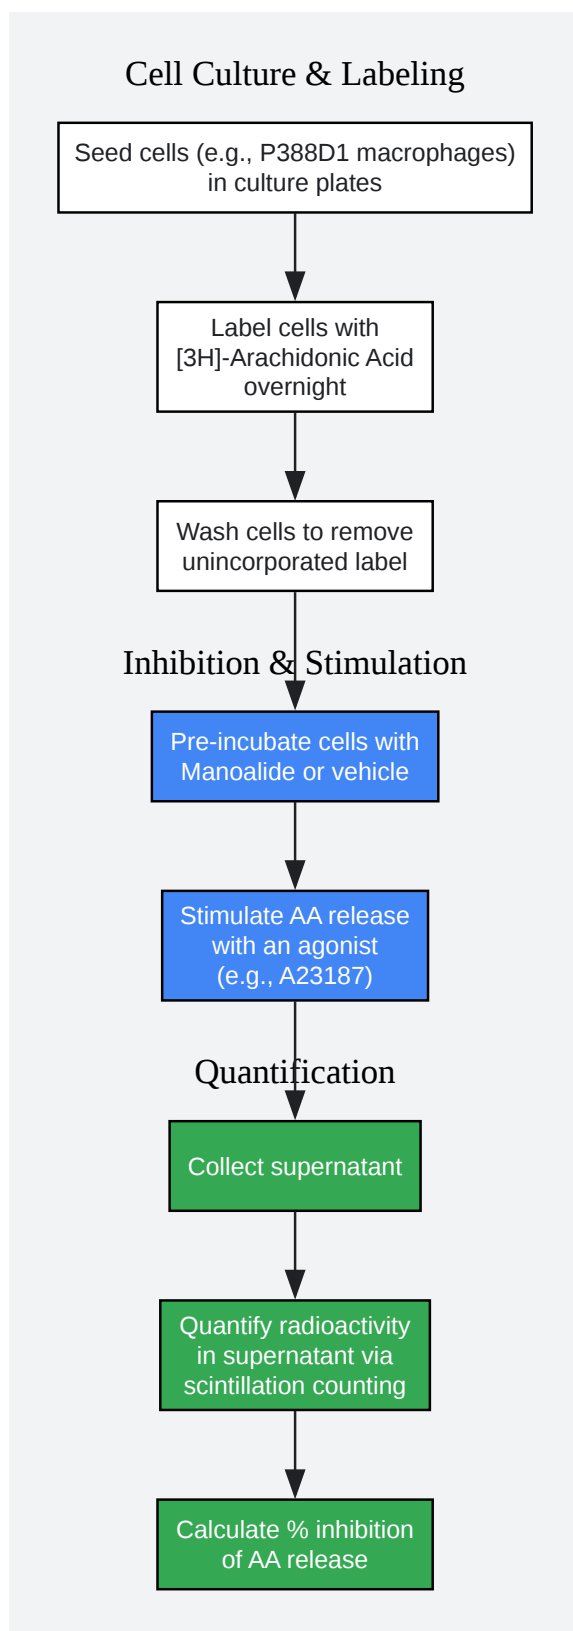 Cell Culture & Labeling
Seed cells (e.g., P388D1 macrophages)
in culture plates
Label cells with
[3H]-Arachidonic Acid
overnight
Wash cells to remove
unincorporated label
Inhibition & Stimulation
Pre-incubate cells with
Manoalide or vehicle
Stimulate AA release
with an agonist
(e.g., A23187)
Quantification
Collect supernatant
Quantify radioactivity
in supernatant via
scintillation counting
Calculate % inhibition
of AA release